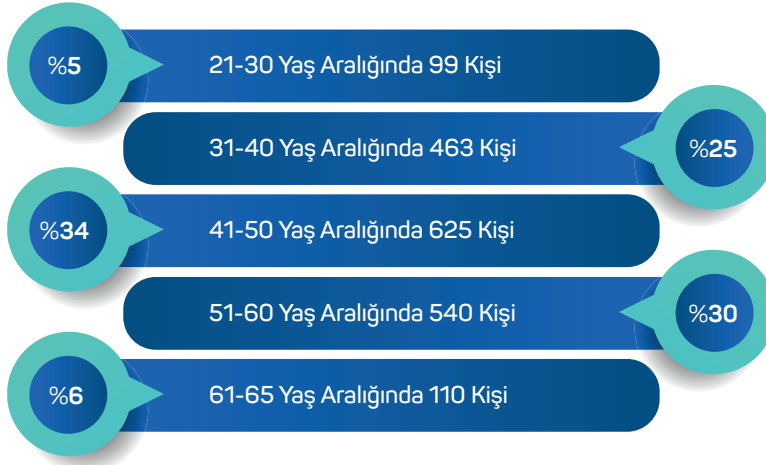 %5
21-30 Yaş Aralığında 99 Kişi
31-40 Yaş Aralığında 463 Kişi
%25
%34
41-50 Yaş Aralığında 625 Kişi
51-60 Yaş Aralığında 540 Kişi
%30
%6
61-65 Yaş Aralığında 110 Kişi